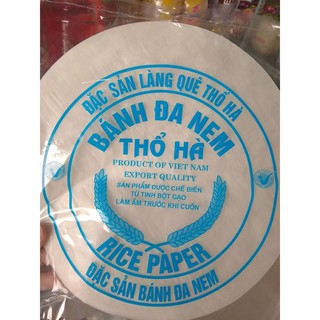 ĐẶC SẢN LÀNG QUÊ THỔ HÀ
BÁNH ĐA NEM
THỔ HÀ
PRODUCT OF VIET NAM
EXPORT QUALITY
SẢN PHẨM ĐƯỢC CHẾ BIẾN
TỪ TINH BỘT GẠO
LÀM ẨM TRƯỚC KHI CUỐN
RICE PAPER
ĐẶC SẢN BÁNH ĐA NEM